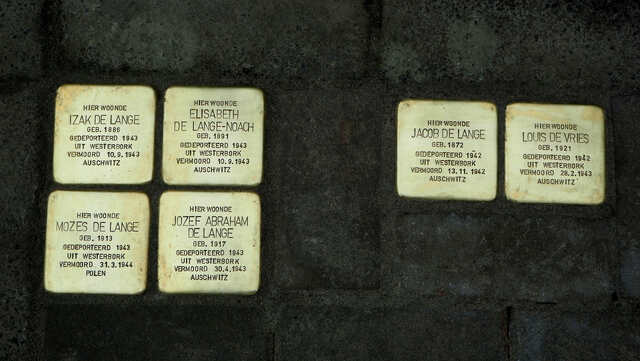 HIER WOONDE
IZAK DE LANGE
GEB. 1886
GEDEPORTEERD 1943
UIT WESTERBORK
VERMOORD 10.9.1943
AUSCHWITZ
HIER WOONDE
ELISABETH
DE LANGE-NOACH
GEB. 1891
GEDEPORTEERD 1943
UIT WESTERBORK
VERMOORD 10.9.1943
AUSCHWITZ
HIER WOONDE
JACOB DE LANGE
GEB. 1872
GEDEPORTEERD 1942
UIT WESTERBORK
VERMOORD 13.11.1942
AUSCHWITZ
HIER WOONDE
LOUIS DE VRIES
GEB. 1921
GEDEPORTEERD 1942
UIT WESTERBORK
VERMOORD 28.2.1943
AUSCHWITZ
HIER WOONDE
MOZES DE LANGE
GEB. 1913
GEDEPORTEERD 1943
UIT WESTERBORK
VERMOORD 31.3.1944
POLEN
HIER WOONDE
JOZEF ABRAHAM
DE LANGE
GEB. 1917
GEDEPORTEERD 1943
UIT WESTERBORK
VERMOORD 30.4.1943
AUSCHWITZ